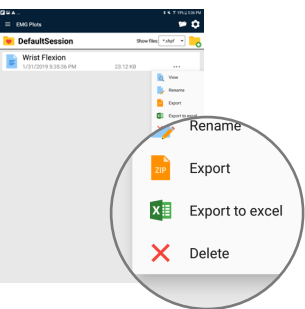 EMG Plots
DefaultSession
Show files
*.shpf
Wrist Flexion
1/31/2019 5:35:36 PM
23.12 KB
...
View
Rename
Export
Export to excel
Rename
ZIP Export
Export to excel
Delete